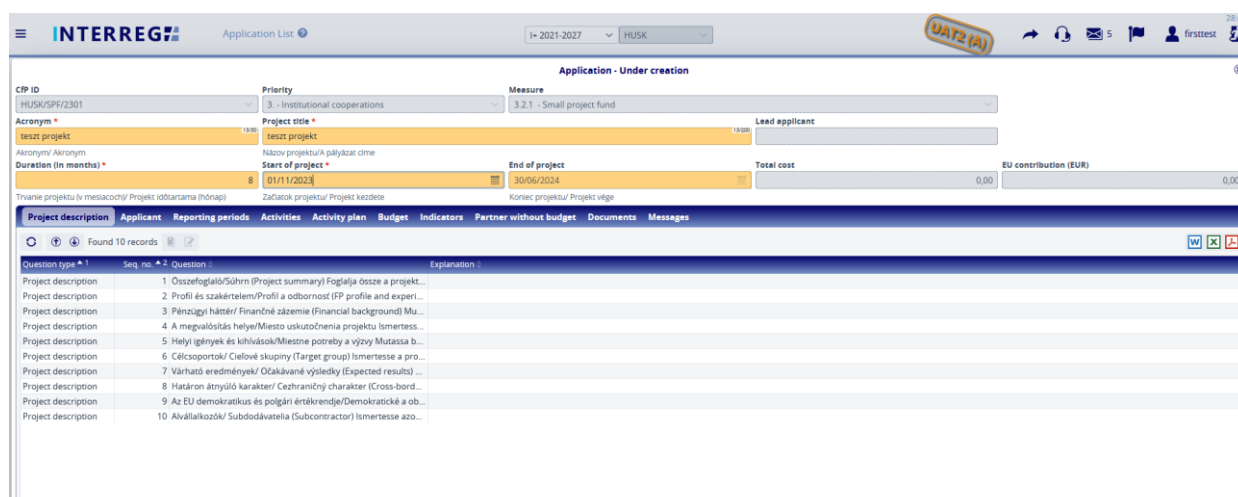 28
INTERREG
Application List
I+ 2021-2027
HUSK
UAT2 (A)
5
firsttest
Application - Under creation
CfP ID
Priority
Measure
HUSK/SPF/2301
3. - Institutional cooperations
3.2.1 - Small project fund
Acronym *
Project title *
Lead applicant
teszt projekt
13/50
teszt projekt
13/200
Akronym/ Akronym
Názov projektu/A pályázat címe
Duration (in months) *
Start of project *
End of project
Total cost
EU contribution (EUR)
8
01/11/2023
30/06/2024
0,00
0,00
Trvanie projektu (v mesiacoch)/ Projekt időtartama (hónap)
Začiatok projektu/ Projekt kezdete
Koniec projektu/ Projekt vége
Project description Applicant Reporting periods Activities Activity plan Budget Indicators Partner without budget Documents Messages
Found 10 records
W X
Question type 1 Seq. no. 2 Question Explanation
Project description 1 Összefoglaló/Súhrn (Project summary) Foglalja össze a projekt...
Project description 2 Profil és szakértelem/Profil a odbornosť (FP profile and experi...
Project description 3 Pénzügyi háttér/ Finančné zázemie (Financial background) Mu...
Project description 4 A megvalósítás helye/Miesto uskutočnenia projektu Ismertess...
Project description 5 Helyi igények és kihívások/Miestne potreby a výzvy Mutassa b...
Project description 6 Célcsoportok/ Cieľové skupiny (Target group) Ismertesse a pro...
Project description 7 Várható eredmények/ Očakávané výsledky (Expected results) ...
Project description 8 Határon átnyúló karakter/ Cezhraničný charakter (Cross-bord...
Project description 9 Az EU demokratikus és polgári értékrendje/Demokratické a ob...
Project description 10 Alvállalkozók/ Subdodávatelia (Subcontractor) Ismertesse azo...